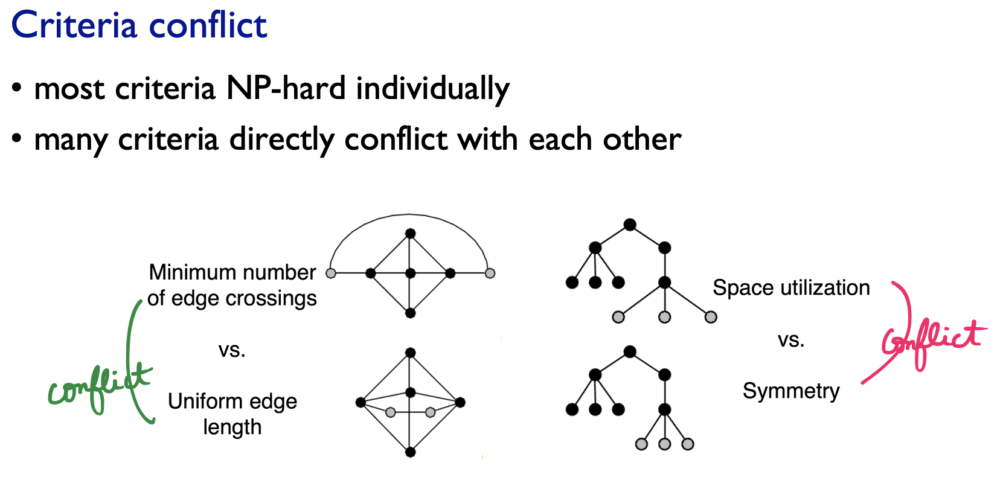 Criteria conflict
• most criteria NP-hard individually
• many criteria directly conflict with each other
Minimum number
of edge crossings
vs.
Uniform edge
length
conflict
Space utilization
vs.
Symmetry
conflict